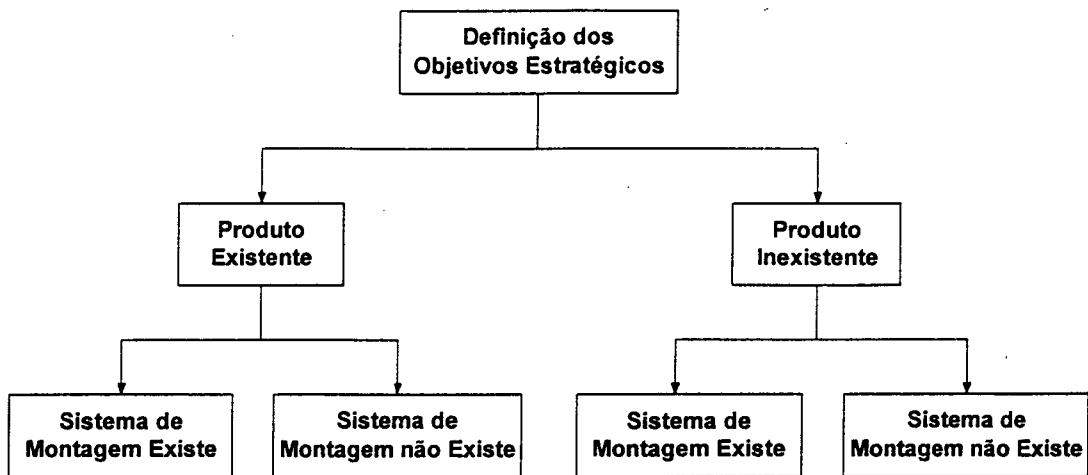 Definição dos
Objetivos Estratégicos
Produto
Existente
Produto
Inexistente
Sistema de
Montagem Existe
Sistema de
Montagem não Existe
Sistema de
Montagem Existe
Sistema de
Montagem não Existe